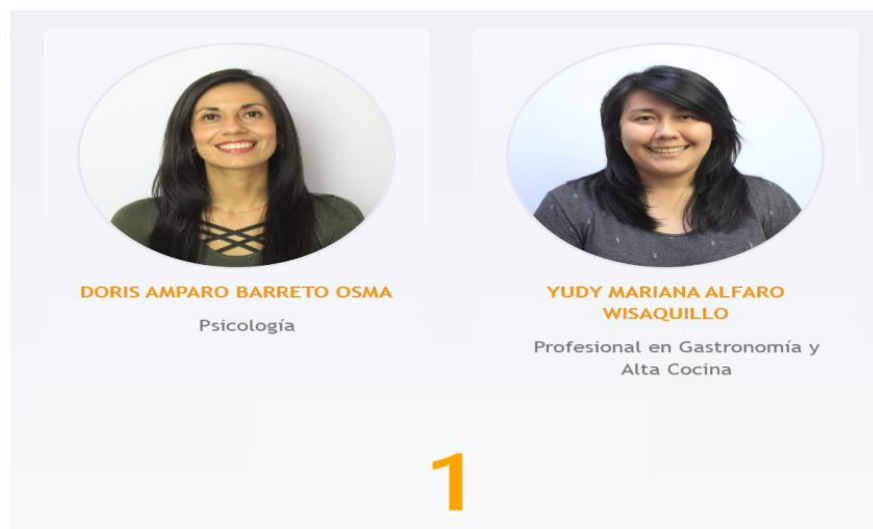 DORIS AMPARO BARRETO OSMA
Psicología
YUDY MARIANA ALFARO
WISAQUILLO
Profesional en Gastronomía y
Alta Cocina
1